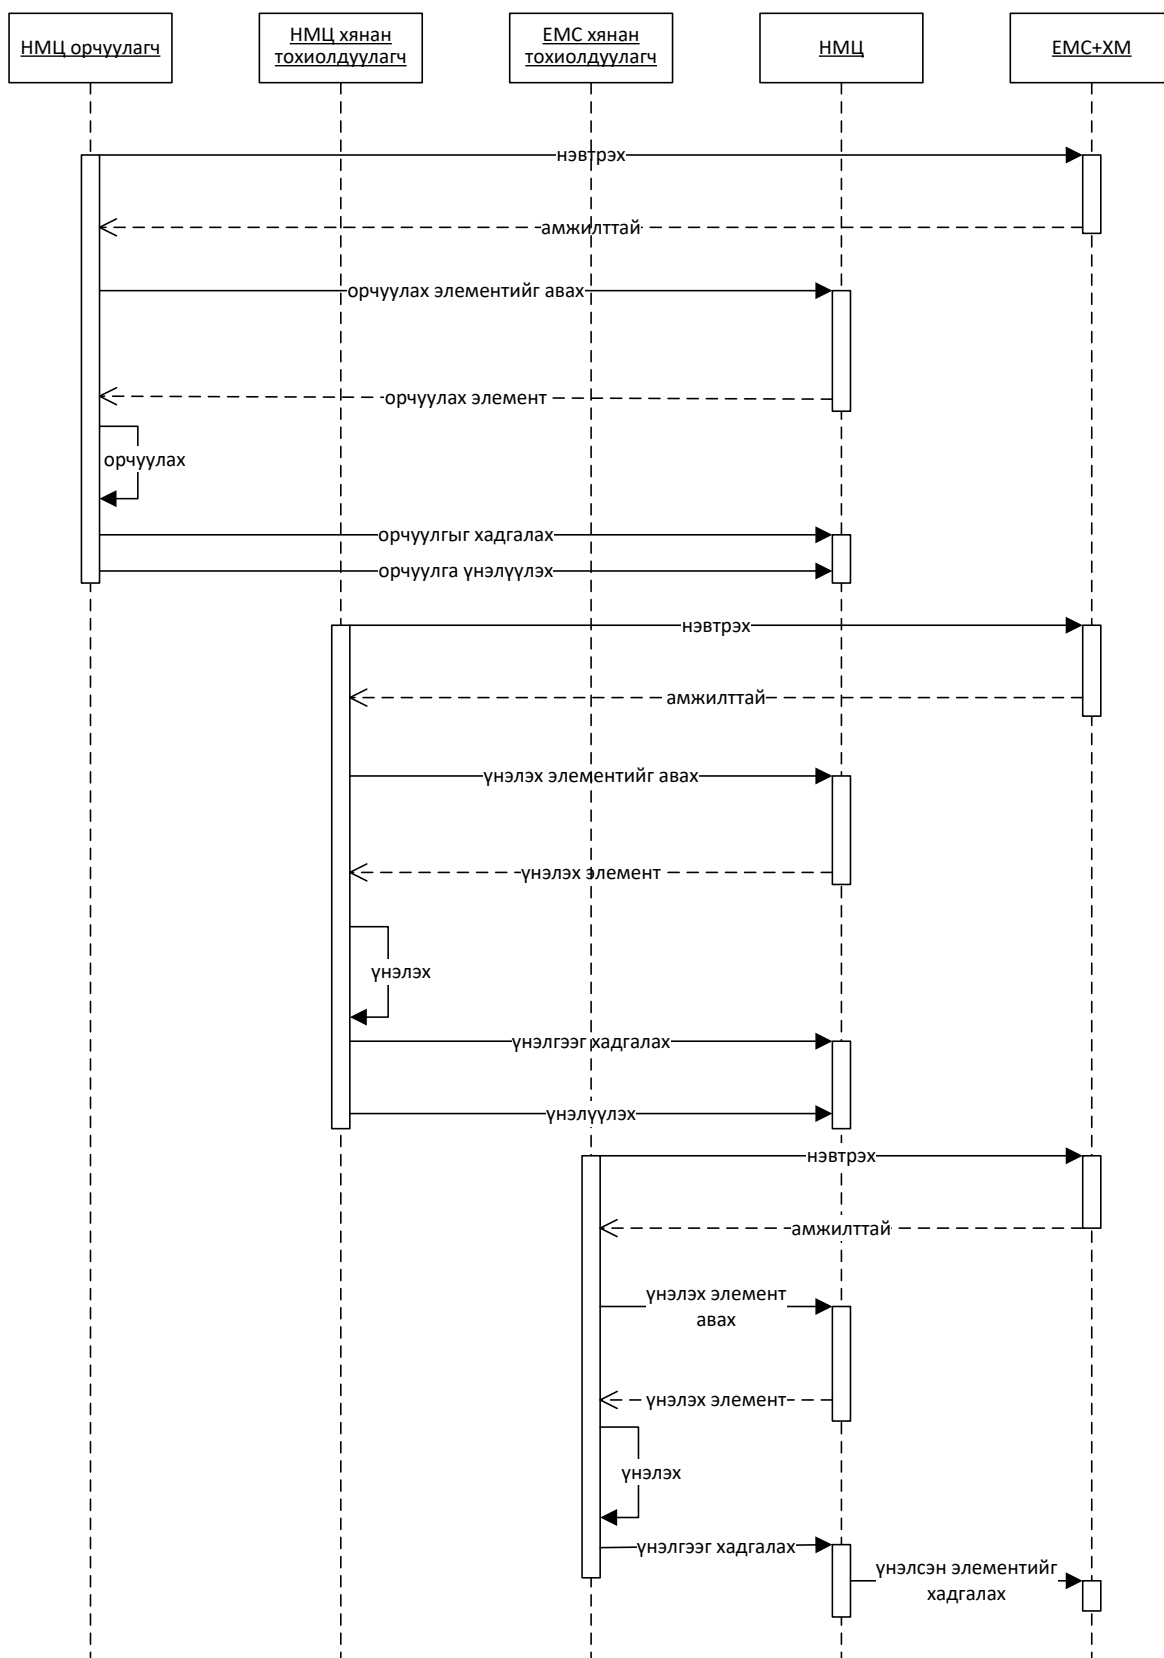 НМЦ орчуулагч
НМЦ хянан
тохиолдуулагч
ЕМС хянан
тохиолдуулагч
НМЦ
ЕМС+ХМ
нэвтрэх
амжилттай
орчуулах элементийг авах
орчуулах элемент
орчуулах
орчуулгыг хадгалах
орчуулга үнэлүүлэх
нэвтрэх
амжилттай
үнэлэх элементийг авах
үнэлэх элемент
үнэлэх
үнэлгээг хадгалах
үнэлүүлэх
нэвтрэх
амжилттай
үнэлэх элемент
авах
үнэлэх элемент
үнэлэх
үнэлгээг хадгалах
үнэлсэн элементийг
хадгалах